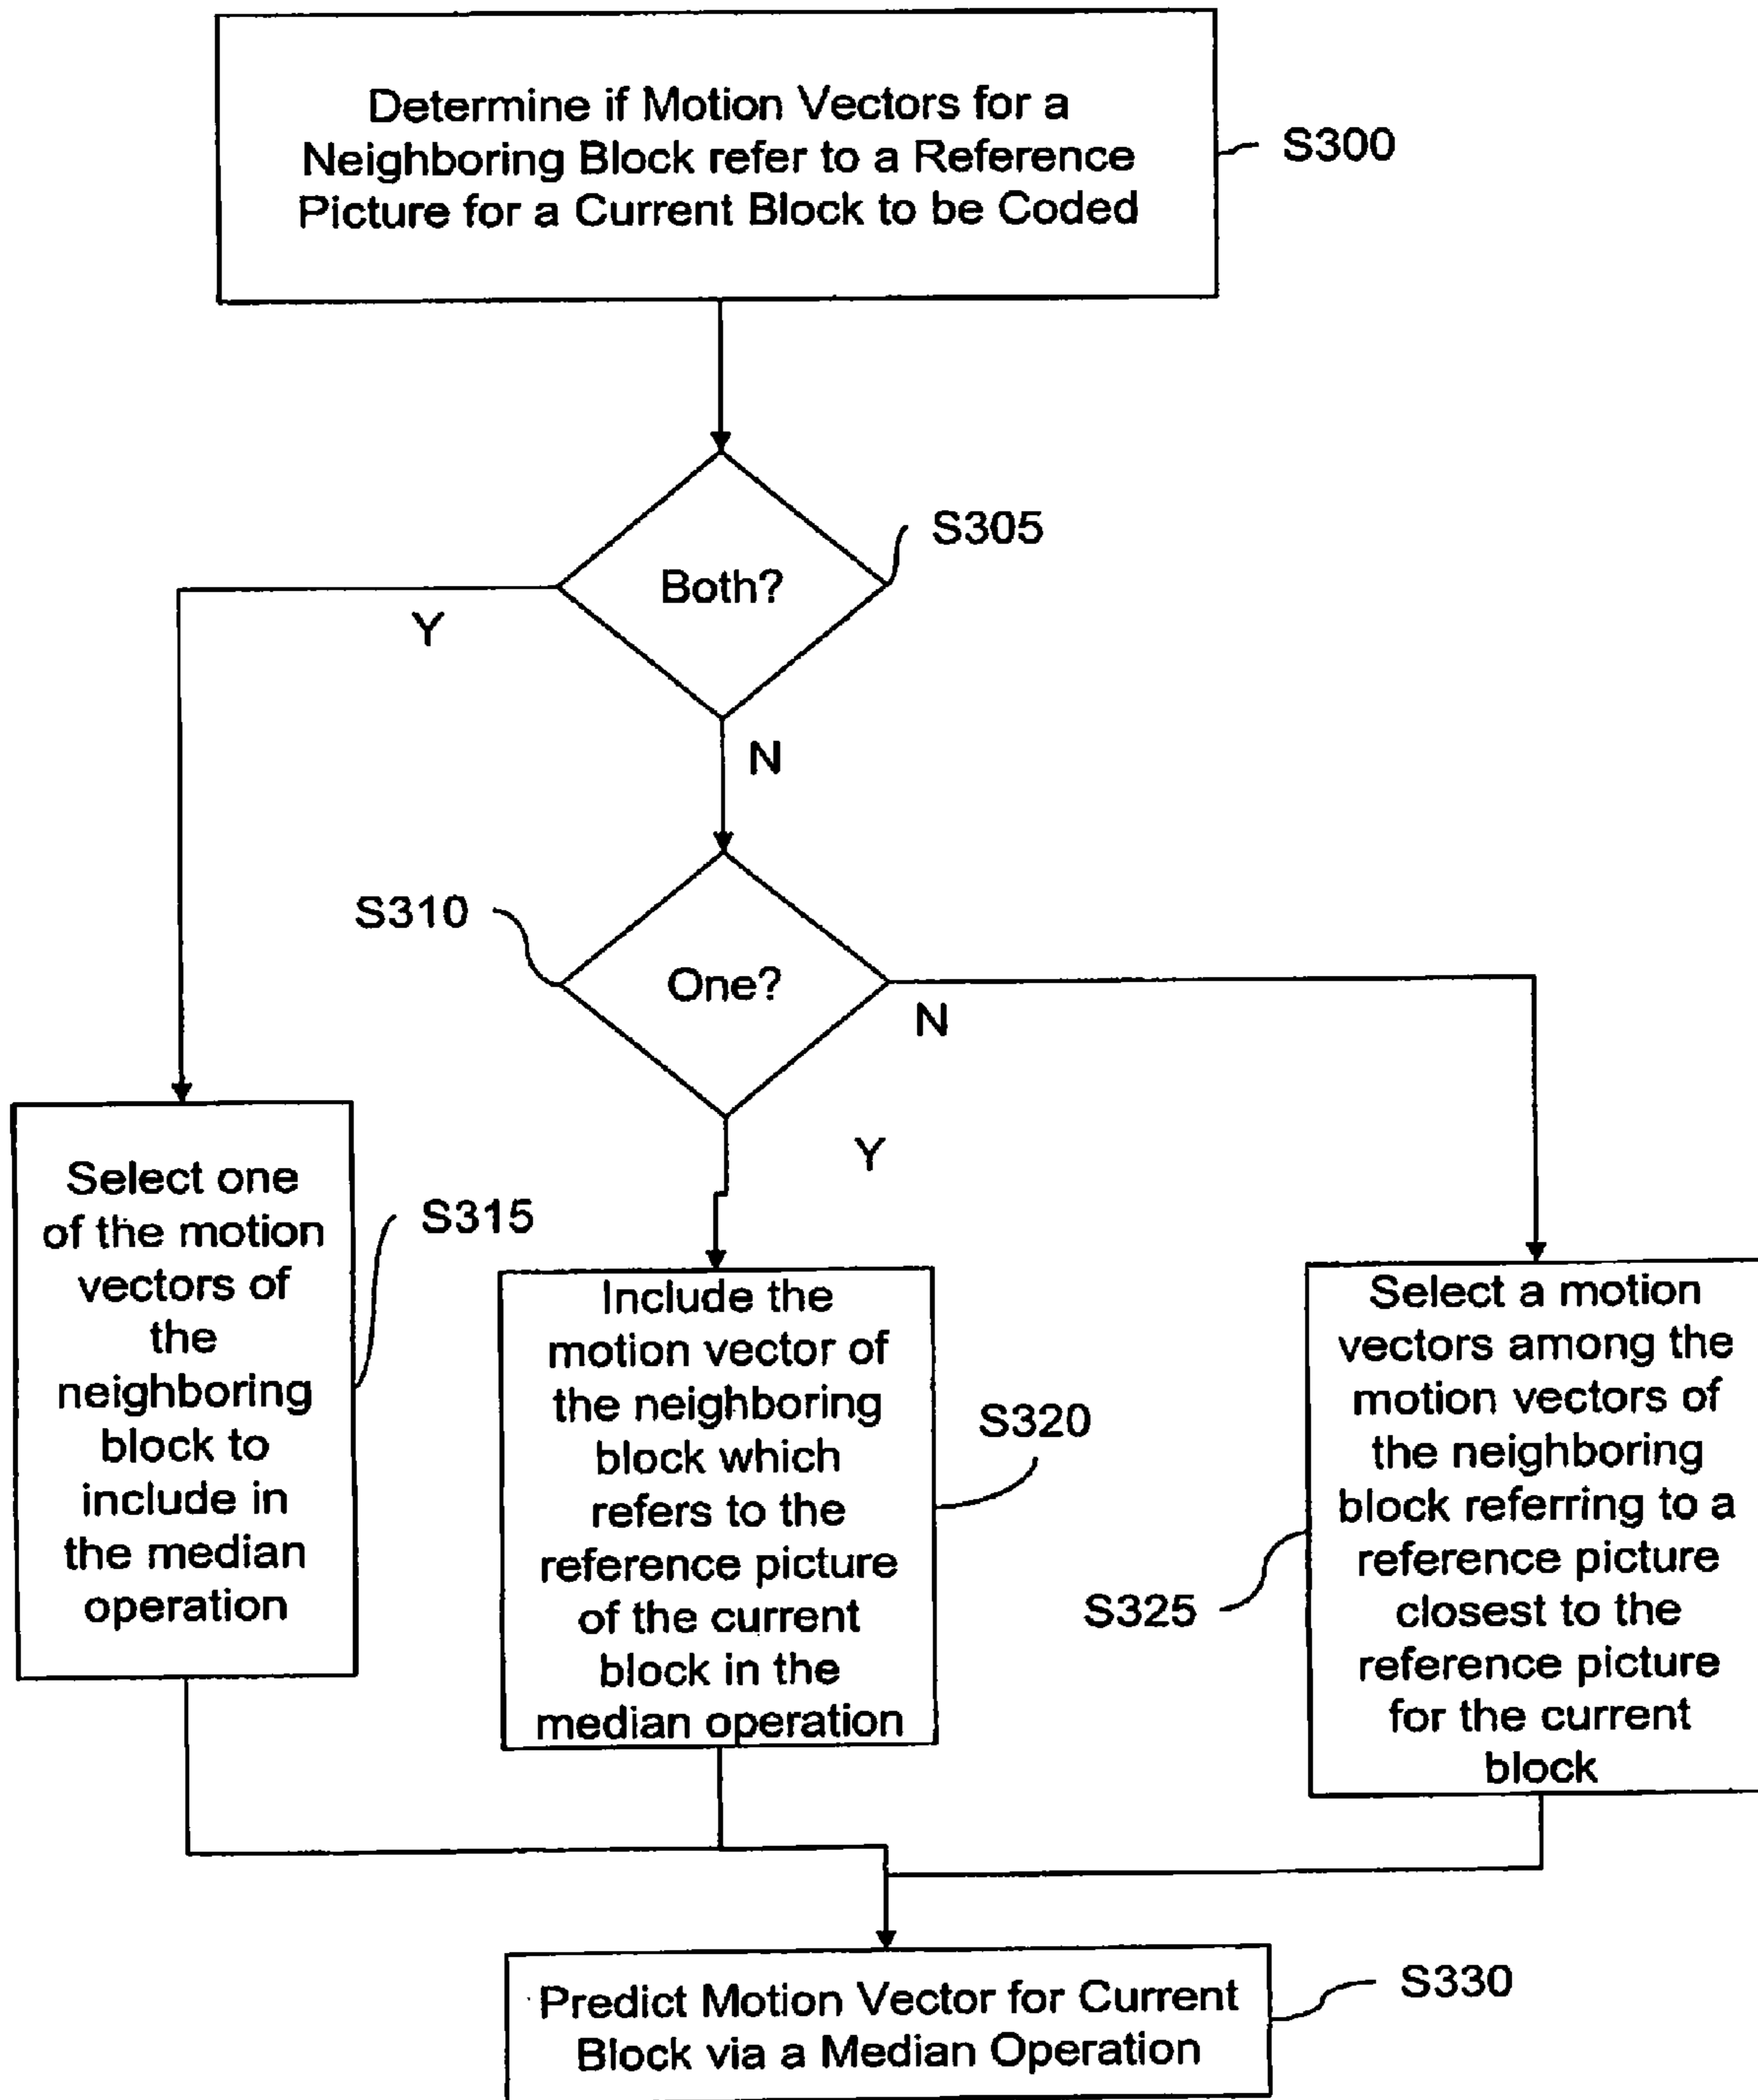 Determine if Motion Vectors for a
Neighboring Block refer to a Reference
Picture for a Current Block to be Coded
S300
S305
Both?
Y
N
S310
One?
N
Y
Select one
of the motion
vectors of
the
neighboring
block to
include in
the median
operation
S315
Include the
motion vector of
the neighboring
block which
refers to the
reference picture
of the current
block in the
median operation
S320
Select a motion
vectors among the
motion vectors of
the neighboring
block referring to a
reference picture
closest to the
reference picture
for the current
block
S325
Predict Motion Vector for Current
Block via a Median Operation
S330